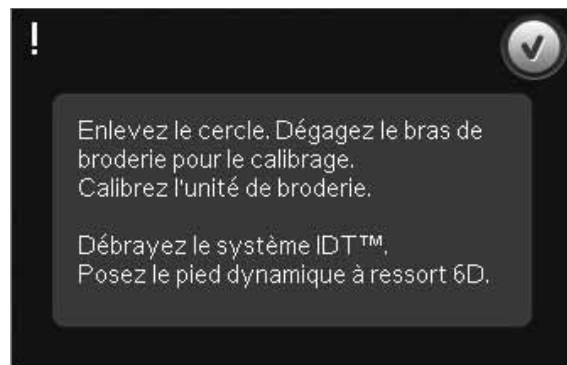 !
Enlevez le cercle. Dégagez le bras de
broderie pour le calibrage.
Calibrez l'unité de broderie.
Débrayez le système IDT™.
Posez le pied dynamique à ressort 6D.